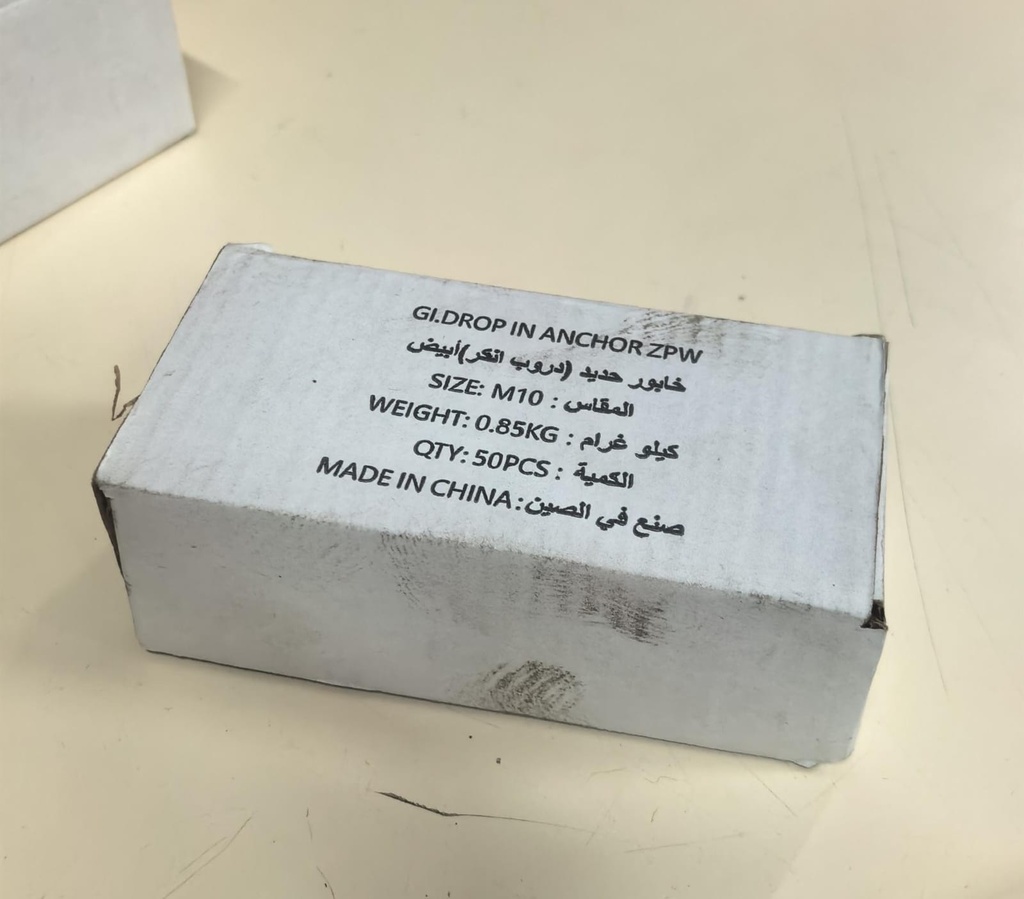 GI.DROP IN ANCHOR ZPW
خابور حديد (دروب انكر)أبيض
SIZE: M10 : المقاس
WEIGHT: 0.85KG : كيلو غرام
QTY: 50PCS : الكمية
MADE IN CHINA : صنع في الصين